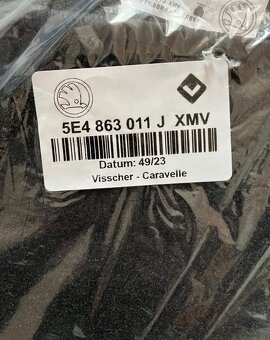 5E4 863 011 J XMV
Datum: 49/23
Visscher - Caravelle